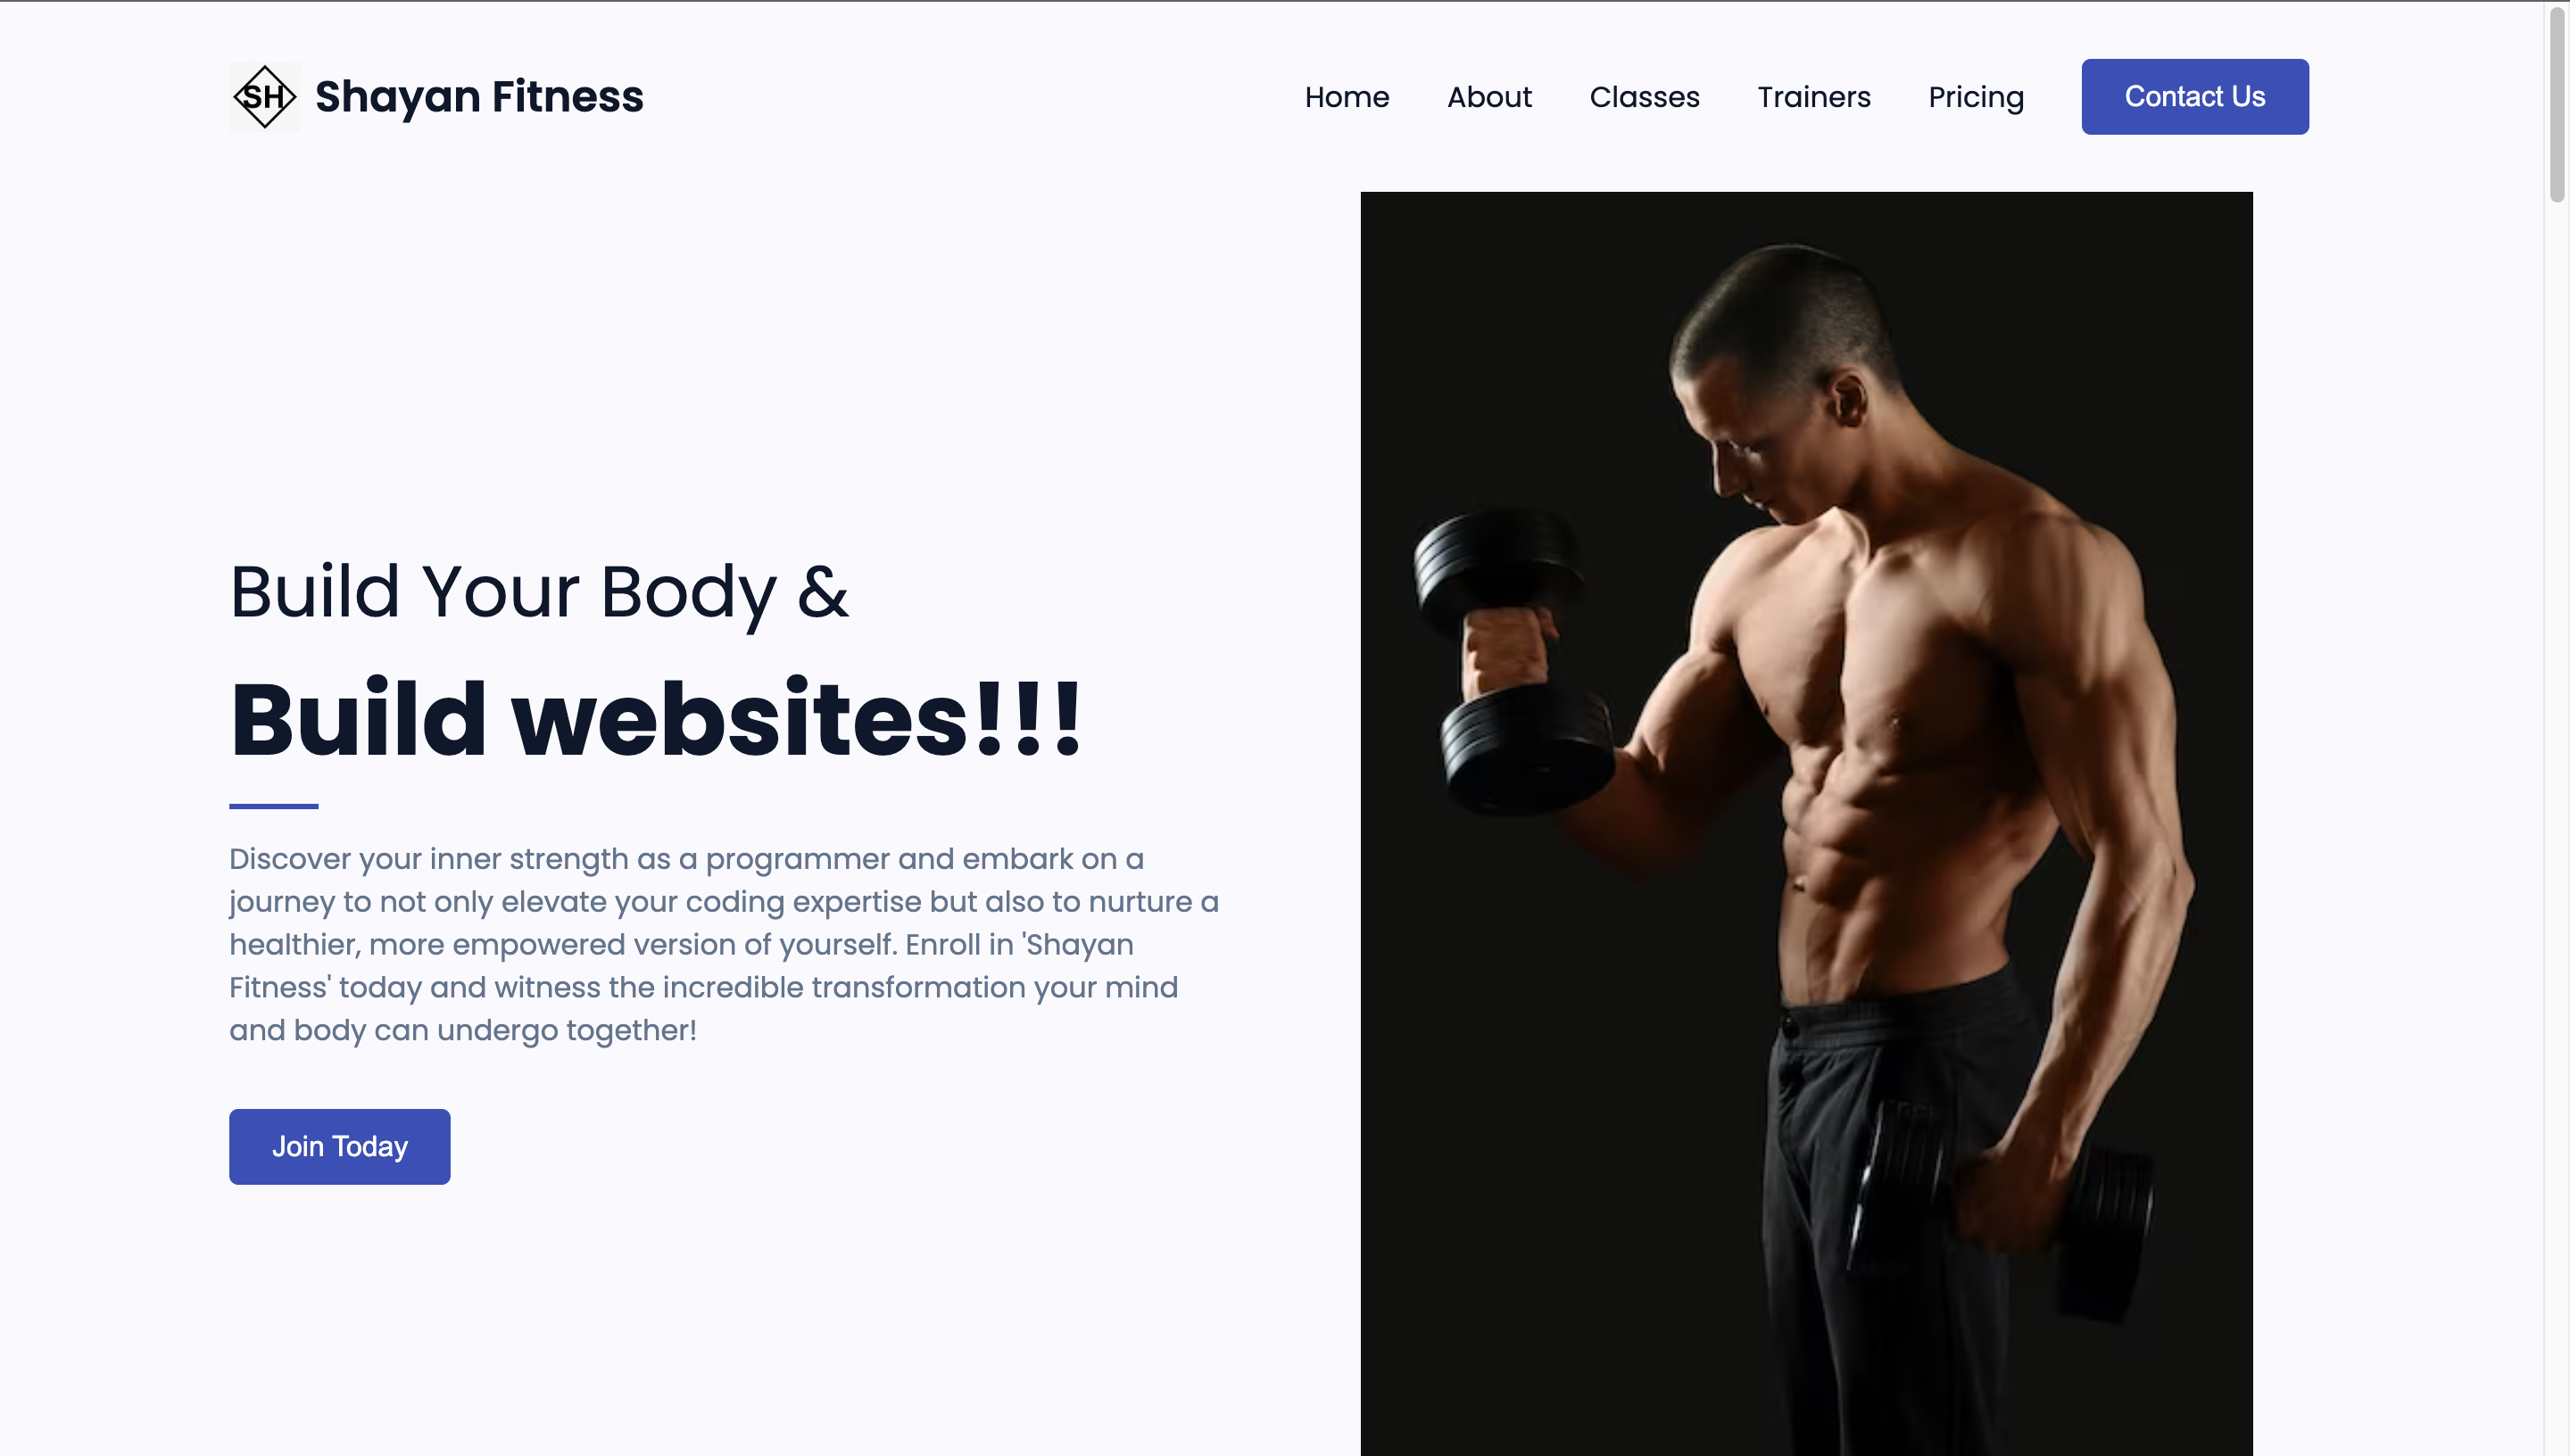 SH
Shayan Fitness
Home
About
Classes
Trainers
Pricing
Contact Us
Build Your Body &
Build websites!!!
Discover your inner strength as a programmer and embark on a
journey to not only elevate your coding expertise but also to nurture a
healthier, more empowered version of yourself. Enroll in 'Shayan
Fitness' today and witness the incredible transformation your mind
and body can undergo together!
Join Today